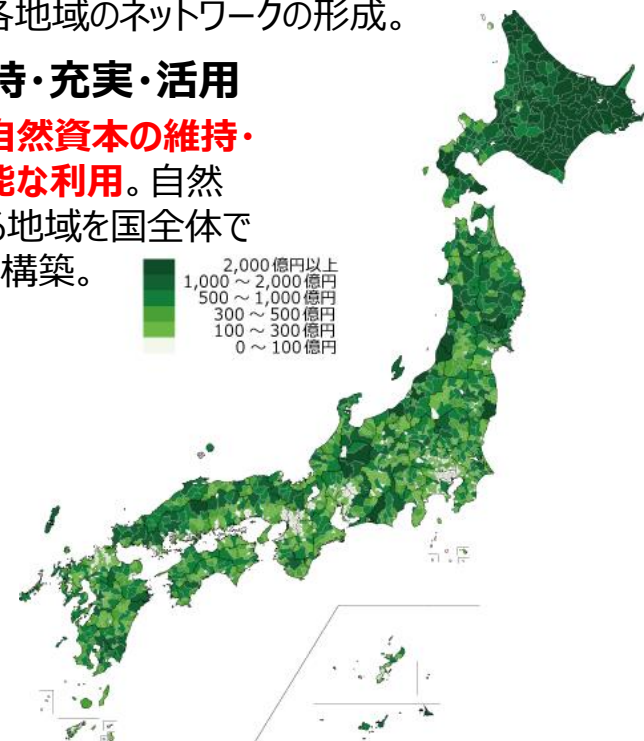 各地域のネットワークの形成。
持・充実・活用
自然資本の維持・
能な利用。自然
る地域を国全体で
構築。
2,000億円以上
1,000～2,000億円
500～1,000億円
300～500億円
100～300億円
0～100億円